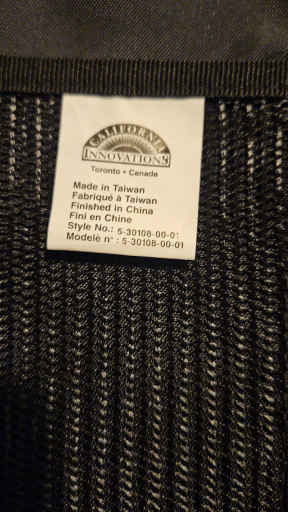 CALIFORNIA
INNOVATIONS
Toronto • Canada
Made in Taiwan
Fabriqué à Taiwan
Finished in China
Fini en Chine
Style No.: 5-30108-00-01
Modelè n° : 5-30108-00-01